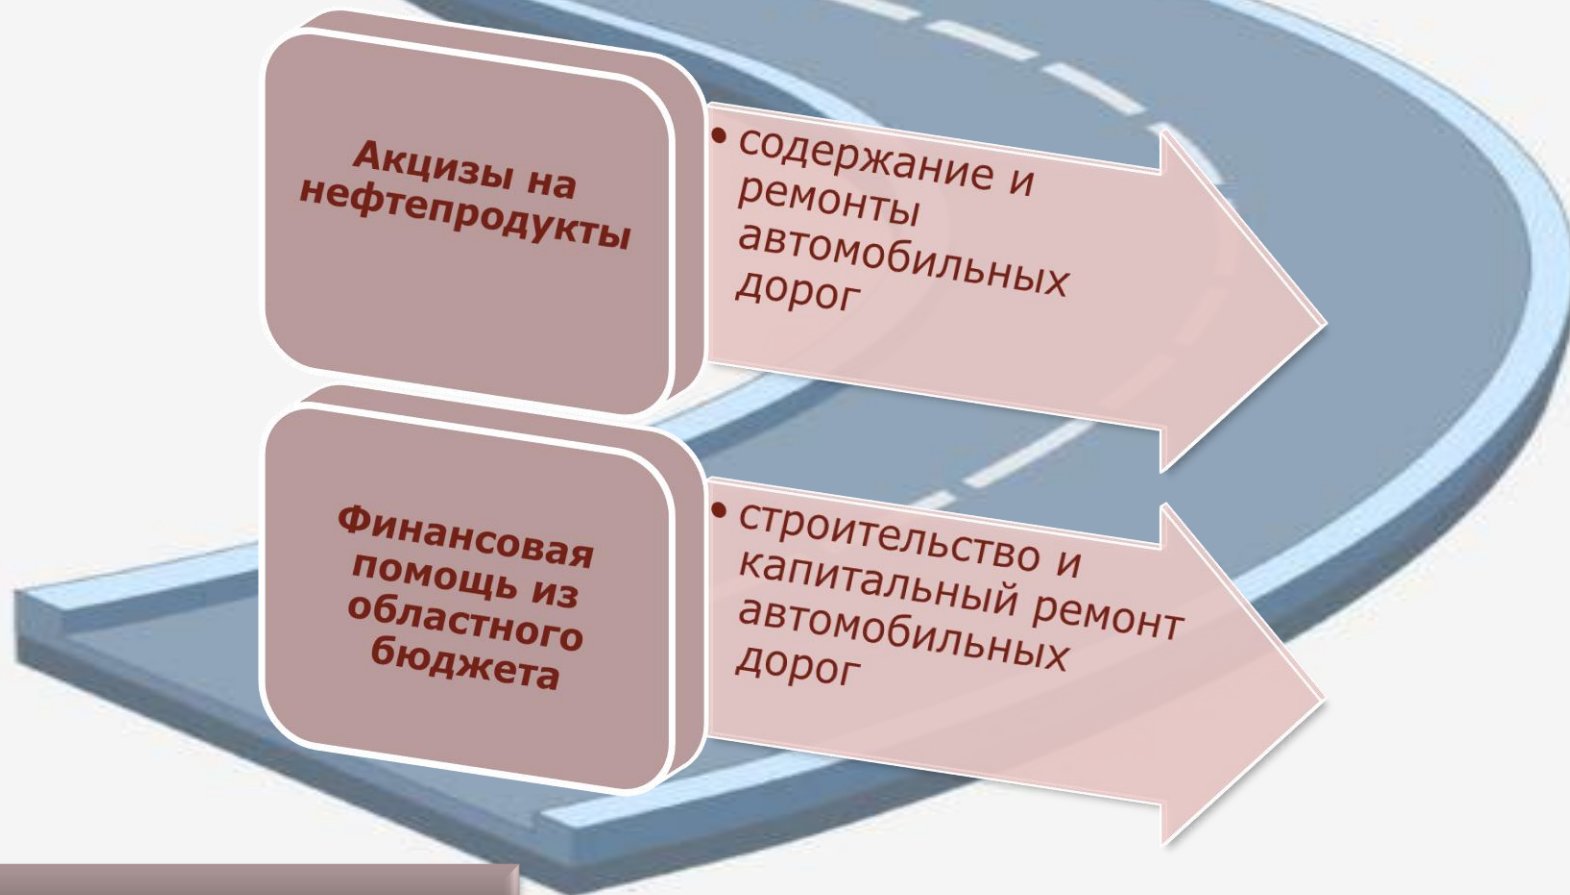 Акцизы на
нефтепродукты
• содержание и
ремонты
автомобильных
дорог
Финансовая
помощь из
областного
бюджета
• строительство и
капитальный ремонт
автомобильных
дорог